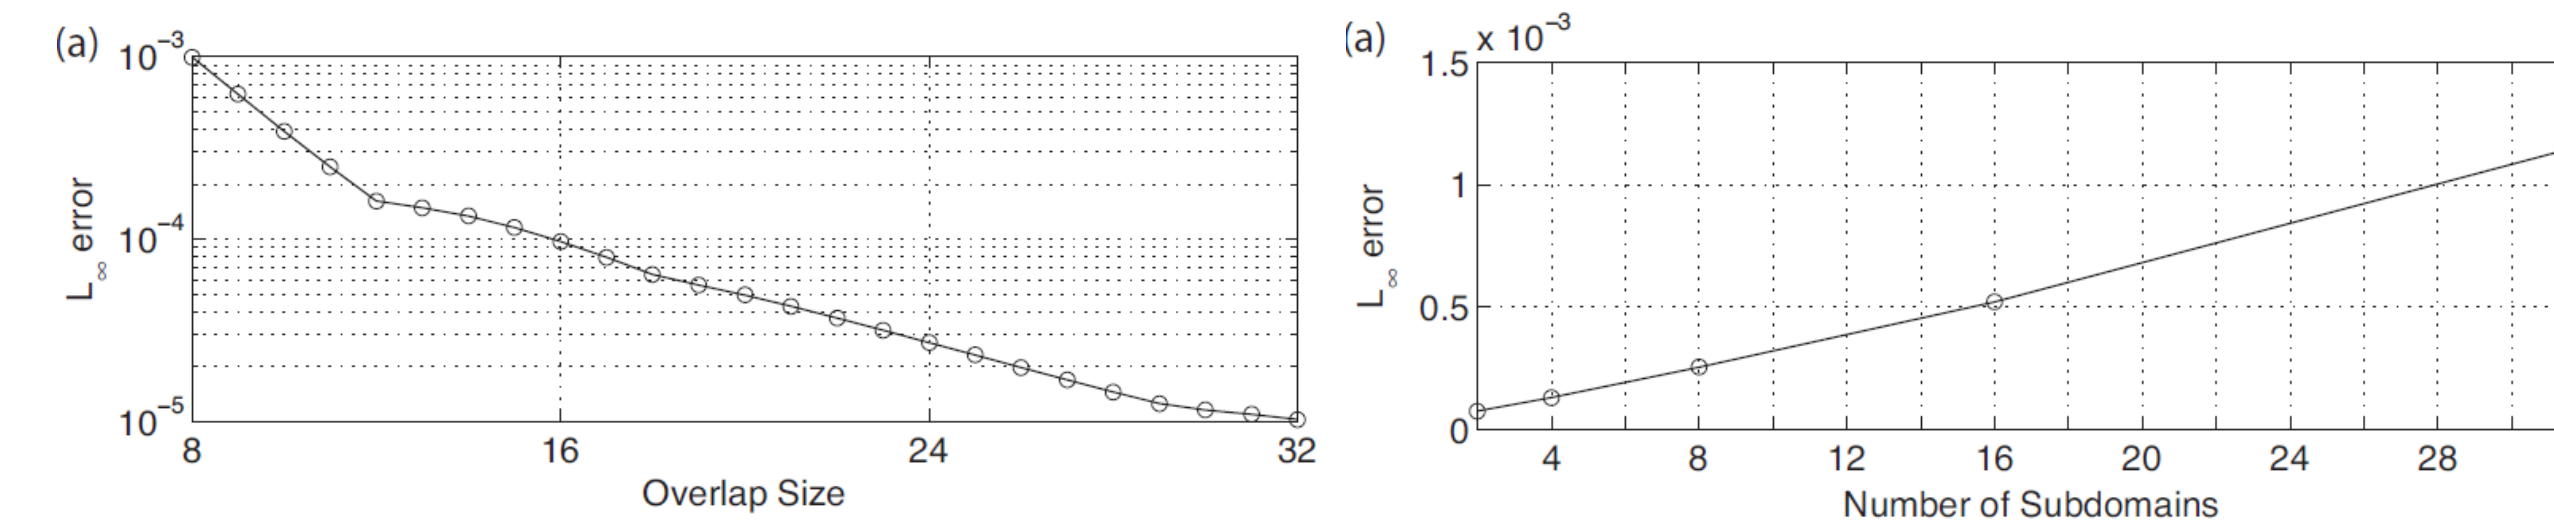 (a)
10⁻³
10⁻⁴
10⁻⁵
L∞ error
8 16 24 32
Overlap Size
(a)
x 10⁻³
1.5
1
0.5
0
L∞ error
4 8 12 16 20 24 28
Number of Subdomains